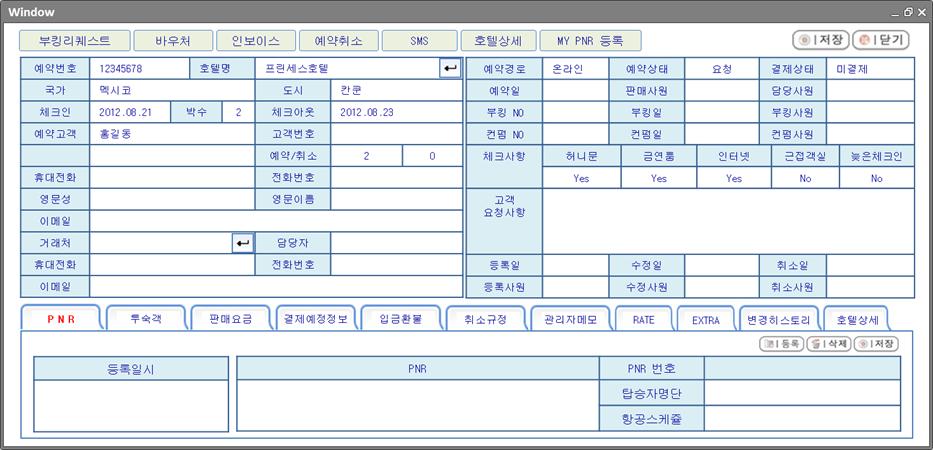 Window
부킹리퀘스트 바우처 인보이스 예약취소 SMS 호텔상세 MY PNR 등록 저장 닫기
예약번호 12345678 호텔명 프린세스호텔 예약경로 온라인 예약상태 요청 결제상태 미결제
국가 멕시코 도시 칸쿤 예약일 판매사원 담당사원
체크인 2012.08.21 박수 2 체크아웃 2012.08.23 부킹 NO 부킹일 부킹사원
예약고객 홍길동 고객번호 컨펌 NO 컨펌일 컨펌사원
예약/취소 2 0 체크사항 허니문 금연룸 인터넷 근접객실 늦은체크인
휴대전화 전화번호 Yes Yes Yes No No
영문성 영문이름 고객
요청사항
이메일
거래처 담당자
휴대전화 전화번호 등록일 수정일 취소일
이메일 등록사원 수정사원 취소사원
PNR 투숙객 판매요금 결제예정정보 입금환불 취소규정 관리자메모 RATE EXTRA 변경히스토리 호텔상세
등록 삭제 저장
등록일시 PNR PNR 번호
탑승자명단
항공스케쥴